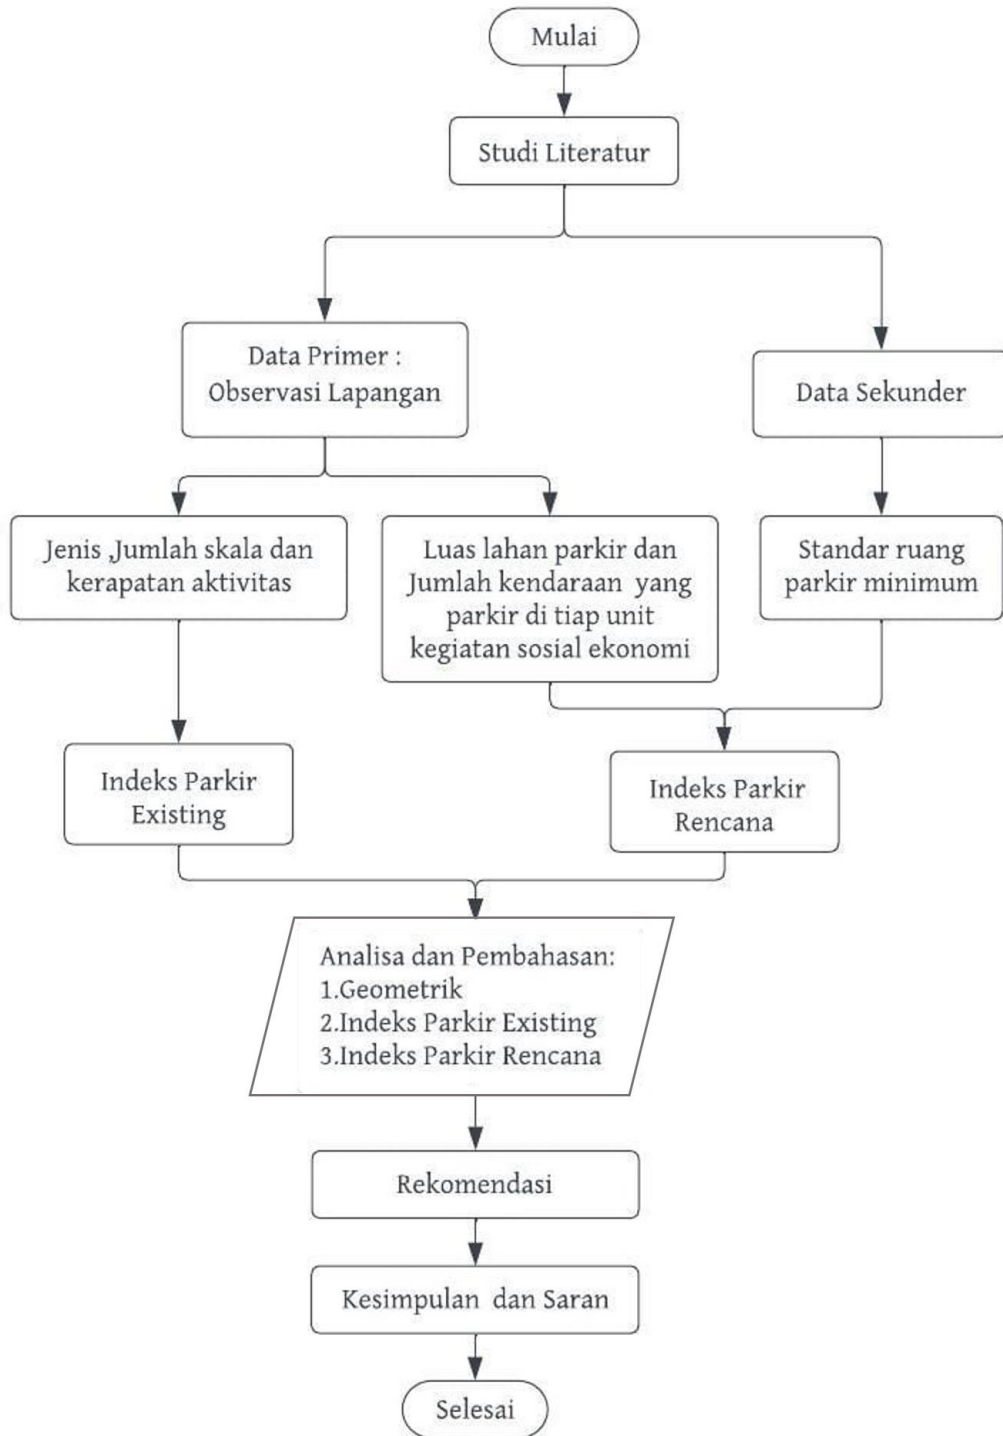 Mulai
Studi Literatur
Data Primer :
Observasi Lapangan
Data Sekunder
Jenis ,Jumlah skala dan
kerapatan aktivitas
Luas lahan parkir dan
Jumlah kendaraan yang
parkir di tiap unit
kegiatan sosial ekonomi
Standar ruang
parkir minimum
Indeks Parkir
Existing
Indeks Parkir
Rencana
Analisa dan Pembahasan:
1.Geometrik
2.Indeks Parkir Existing
3.Indeks Parkir Rencana
Rekomendasi
Kesimpulan dan Saran
Selesai